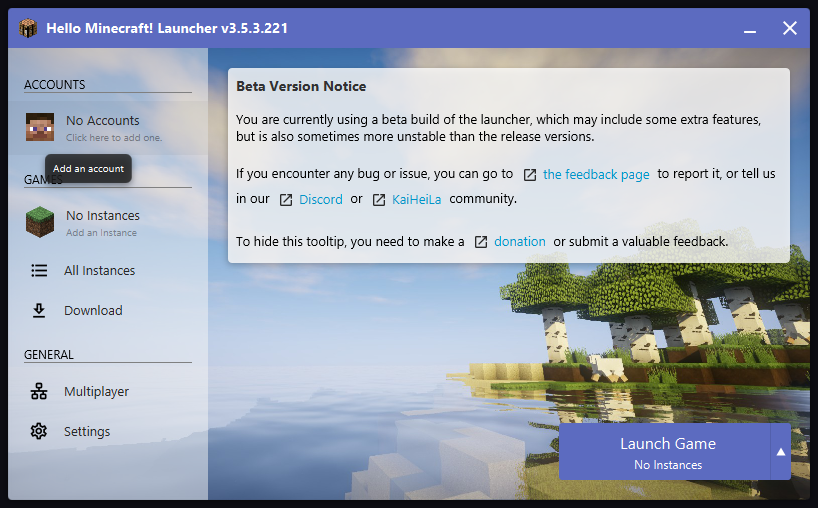 Hello Minecraft! Launcher v3.5.3.221
ACCOUNTS
No Accounts
Click here to add one.
Add an account
GAMES
No Instances
Add an Instance
All Instances
Download
GENERAL
Multiplayer
Settings
Beta Version Notice
You are currently using a beta build of the launcher, which may include some extra features,
but is also sometimes more unstable than the release versions.
If you encounter any bug or issue, you can go to the feedback page to report it, or tell us
in our Discord or KaiHeiLa community.
To hide this tooltip, you need to make a donation or submit a valuable feedback.
Launch Game
No Instances